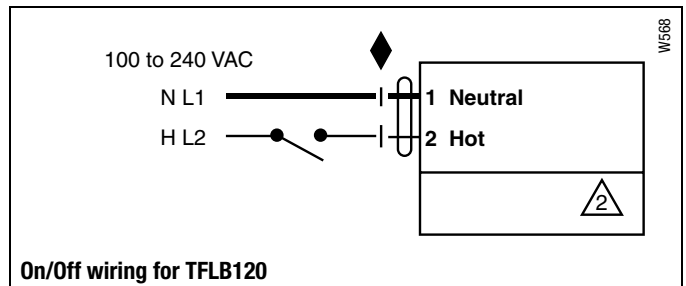 W568
100 to 240 VAC
N L1
1 Neutral
H L2
2 Hot
2
On/Off wiring for TFLB120